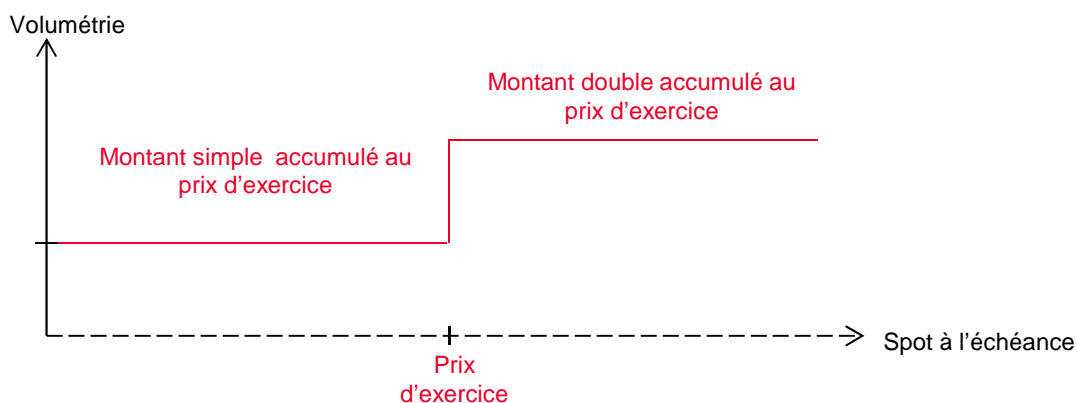 Volumétrie
Montant double accumulé au
prix d'exercice
Montant simple accumulé au
prix d'exercice
Spot à l'échéance
Prix
d'exercice